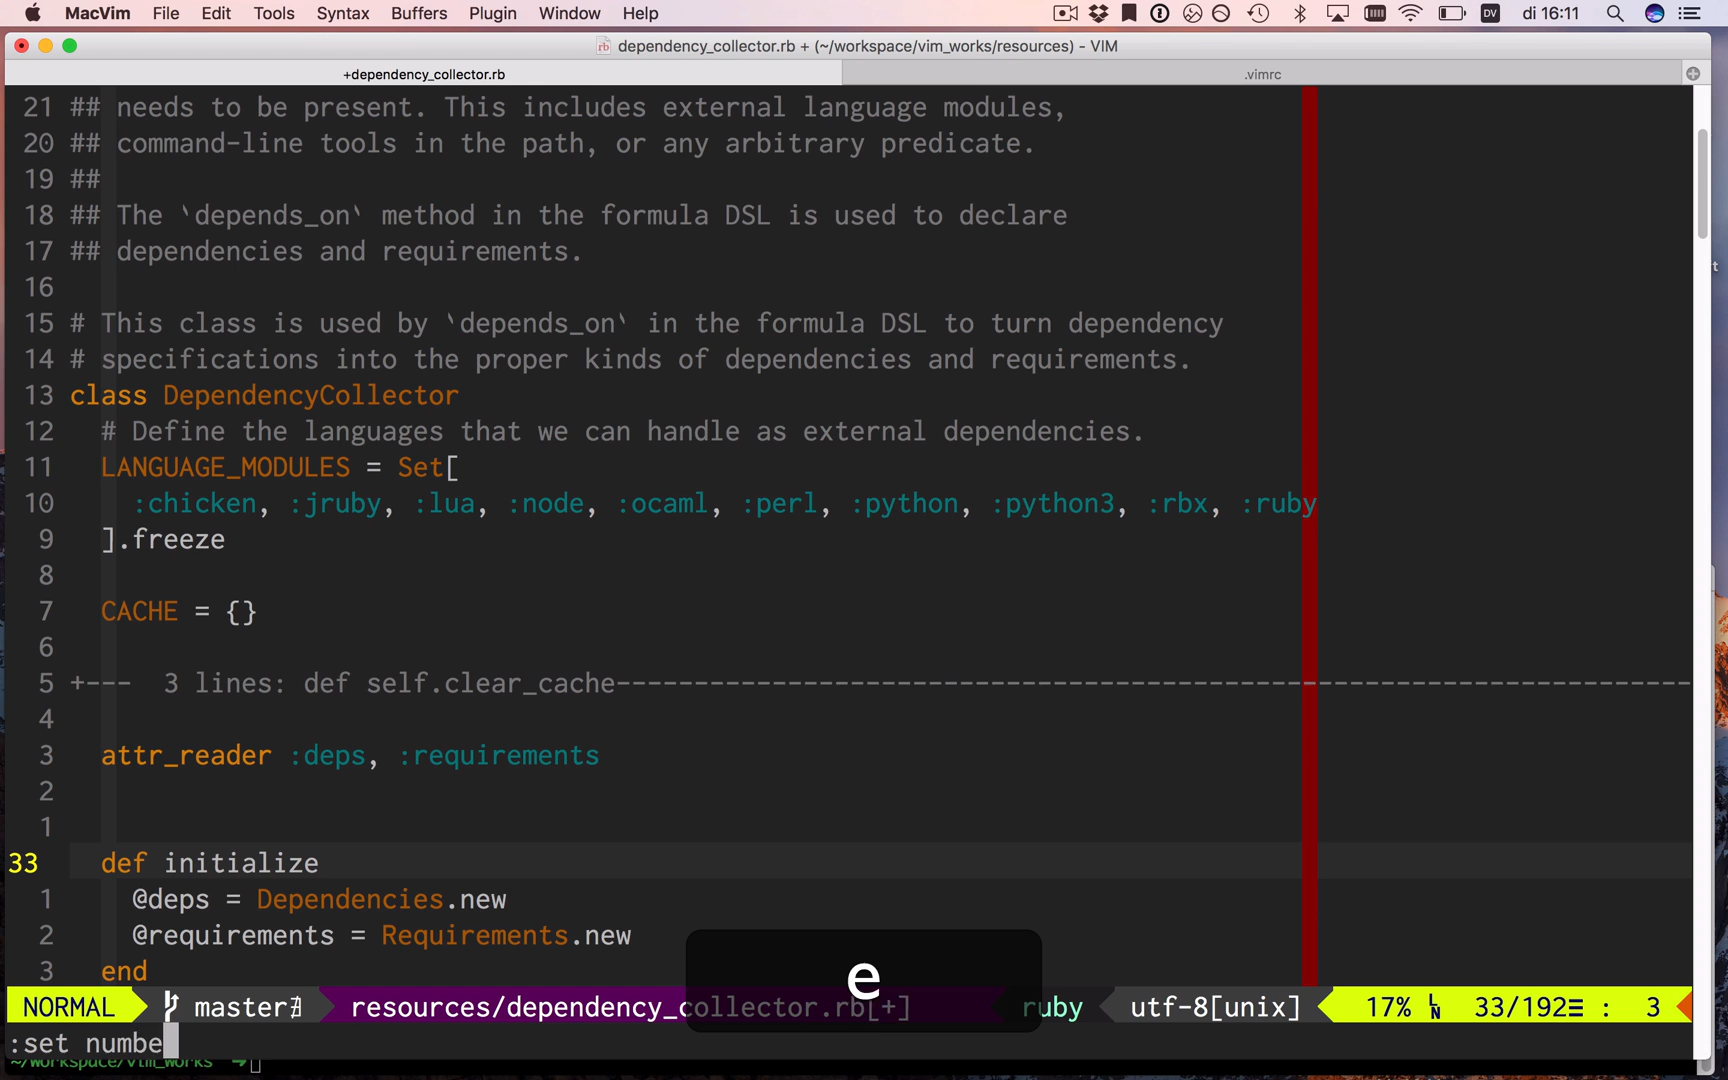 MacVim File Edit Tools Syntax Buffers Plugin Window Help DV di 16:11
dependency_collector.rb + (~/workspace/vim_works/resources) - VIM
+dependency_collector.rb .vimrc
21 ## needs to be present. This includes external language modules,
20 ## command-line tools in the path, or any arbitrary predicate.
19 ##
18 ## The `depends_on` method in the formula DSL is used to declare
17 ## dependencies and requirements.
16
15 # This class is used by `depends_on` in the formula DSL to turn dependency
14 # specifications into the proper kinds of dependencies and requirements.
13 class DependencyCollector
12   # Define the languages that we can handle as external dependencies.
11   LANGUAGE_MODULES = Set[
10     :chicken, :jruby, :lua, :node, :ocaml, :perl, :python, :python3, :rbx, :ruby
9   ].freeze
8
7   CACHE = {}
6
5 +---  3 lines: def self.clear_cache---------------------------------------------------------------------
4
3   attr_reader :deps, :requirements
2
1
33   def initialize
1     @deps = Dependencies.new
2     @requirements = Requirements.new
3   end
e
NORMAL master resources/dependency_collector.rb[+] ruby utf-8[unix] 17% LN 33/192≡ : 3
:set numbe
~/workspace/vim_works →